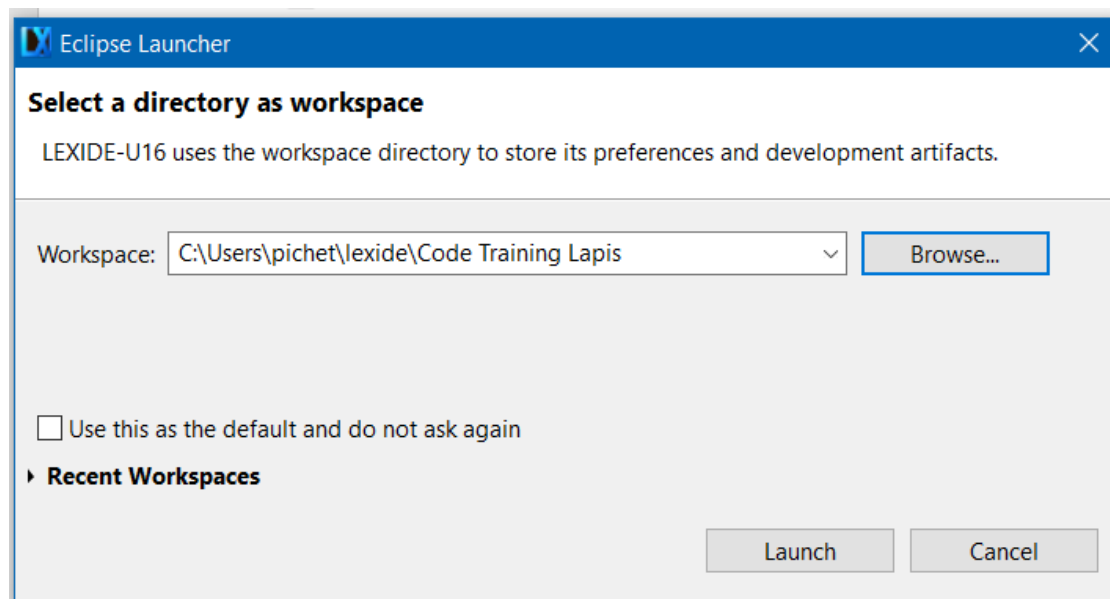 Eclipse Launcher
Select a directory as workspace
LEXIDE-U16 uses the workspace directory to store its preferences and development artifacts.
Workspace: C:\Users\pichet\lexide\Code Training Lapis Browse...
Use this as the default and do not ask again
Recent Workspaces
Launch Cancel